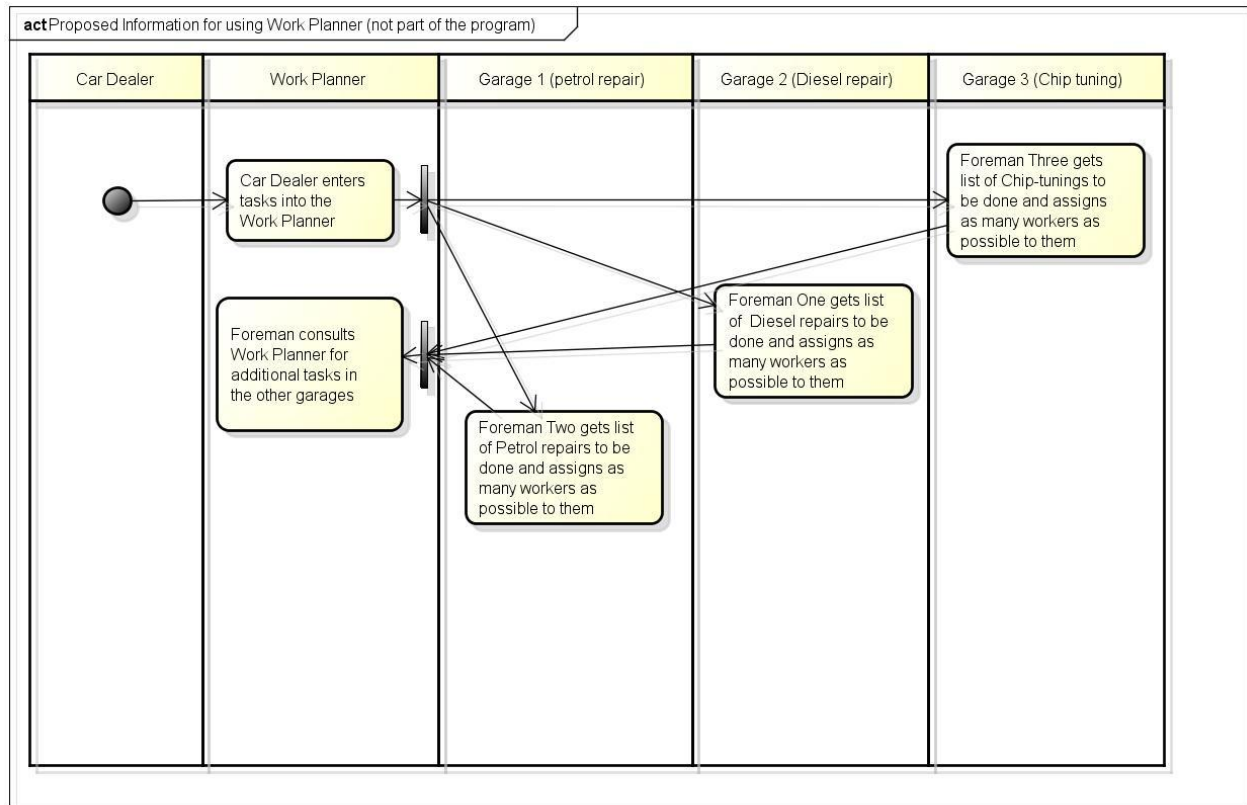 act Proposed Information for using Work Planner (not part of the program)
Car Dealer
Work Planner
Garage 1 (petrol repair)
Garage 2 (Diesel repair)
Garage 3 (Chip tuning)
Car Dealer enters
tasks into the
Work Planner
Foreman Three gets
list of Chip-tunings to
be done and assigns
as many workers as
possible to them
Foreman One gets list
of Diesel repairs to be
done and assigns as
many workers as
possible to them
Foreman consults
Work Planner for
additional tasks in
the other garages
Foreman Two gets list
of Petrol repairs to be
done and assigns as
many workers as
possible to them